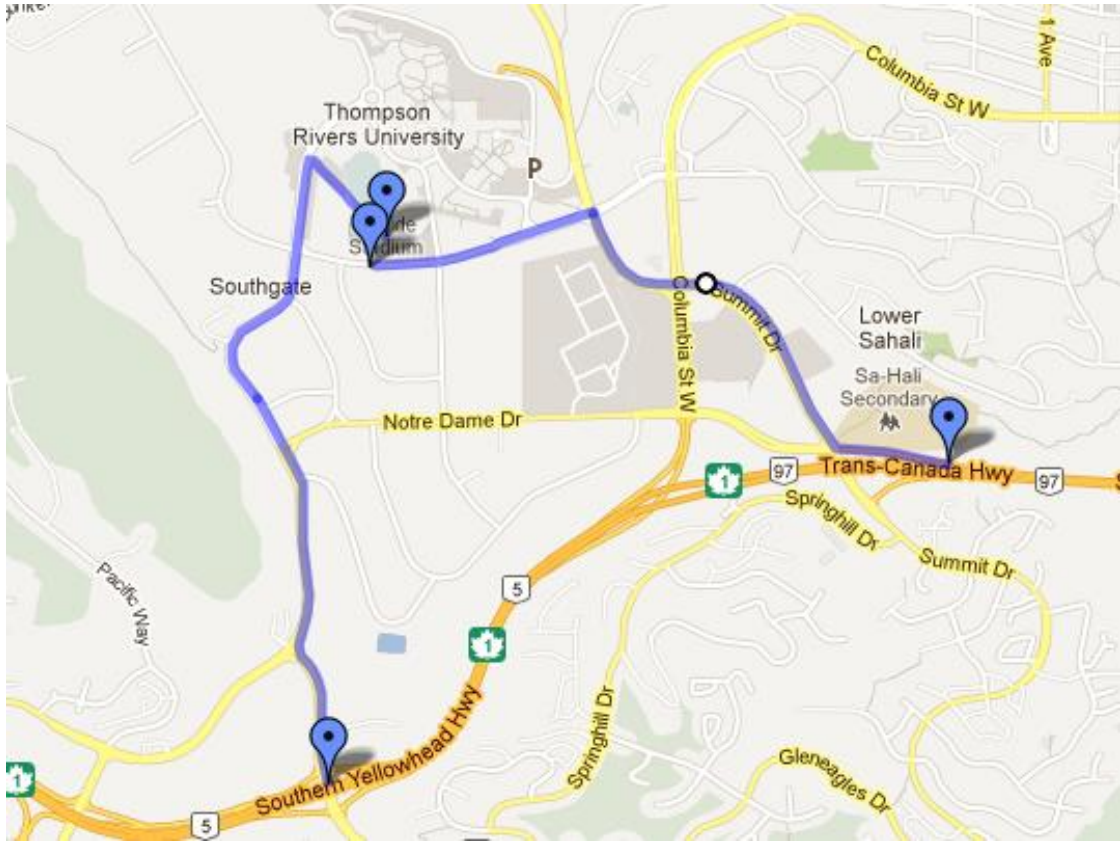 1 Ave
Columbia St W
Thompson
Rivers University
P
Stadium
Southgate
Columbia St W
Summit Dr
Lower
Sahali
Sa-Hali
Secondary
Notre Dame Dr
Trans-Canada Hwy
97
97
1
Springhill Dr
Summit Dr
5
1
Pacific Way
Springhill Dr
Southern Yellowhead Hwy
Gleneagles Dr
1
5